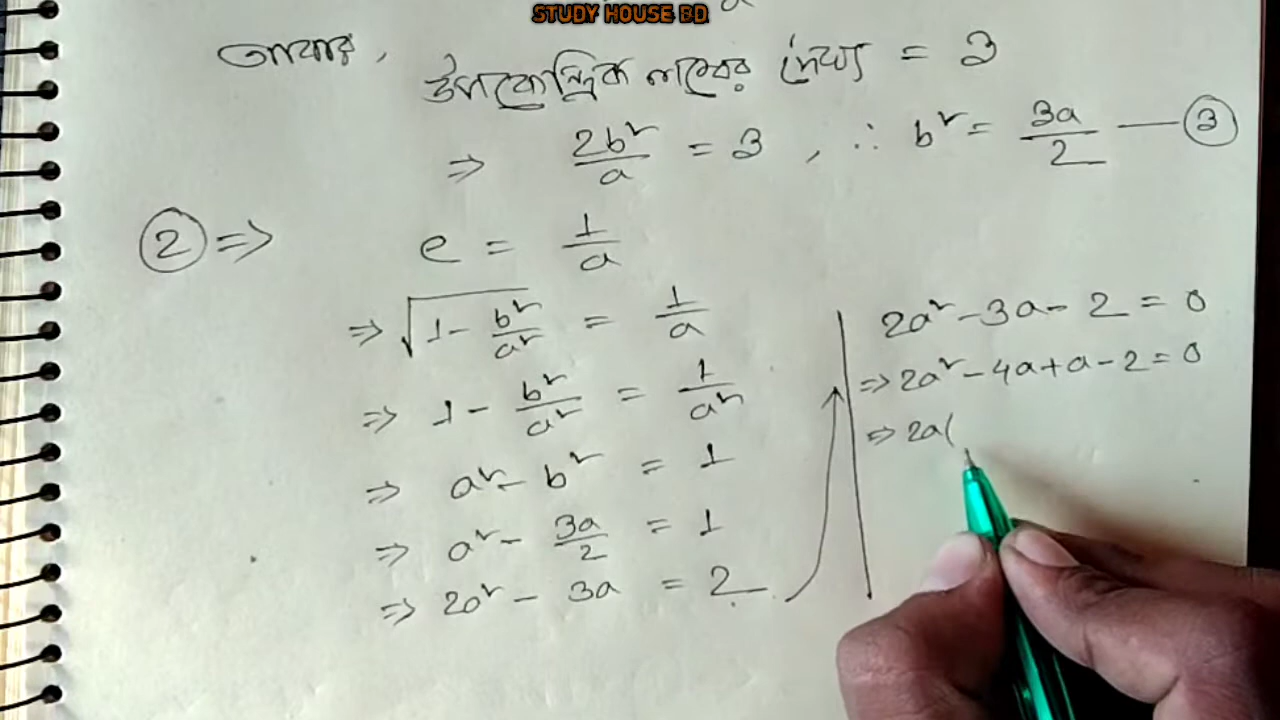 STUDY HOUSE BD
আবার,
উপকেন্দ্রিক লম্বের দৈর্ঘ্য = 3
⇒ 2b²/a = 3, ∴ b² = 3a/2 — ③
② ⇒ e = 1/a
⇒ √(1 - b²/a²) = 1/a
⇒ 1 - b²/a² = 1/a²
⇒ a² - b² = 1
⇒ a² - 3a/2 = 1
⇒ 2a² - 3a = 2
2a² - 3a - 2 = 0
⇒ 2a² - 4a + a - 2 = 0
⇒ 2a(